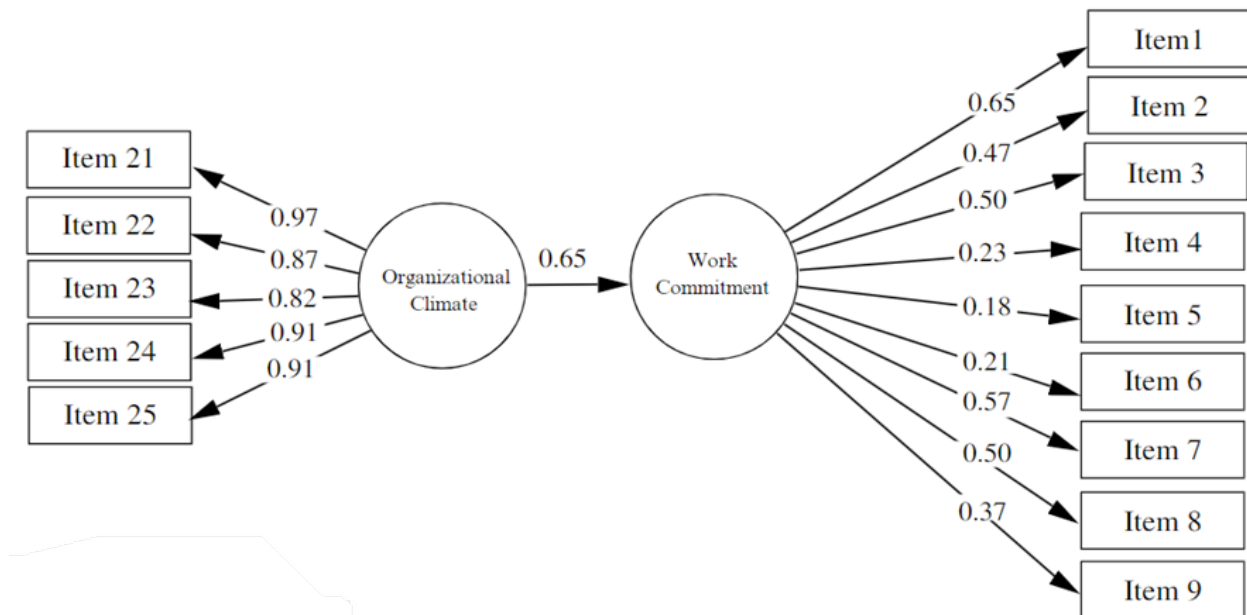 Item1
0.65
Item 2
0.47
Item 3
0.50
Item 4
0.23
Item 5
0.18
Item 6
0.21
Item 7
0.57
Item 8
0.50
Item 9
0.37
Item 21
0.97
Item 22
0.87
Item 23
0.82
Item 24
0.91
Item 25
0.91
Organizational
Climate
0.65
Work
Commitment